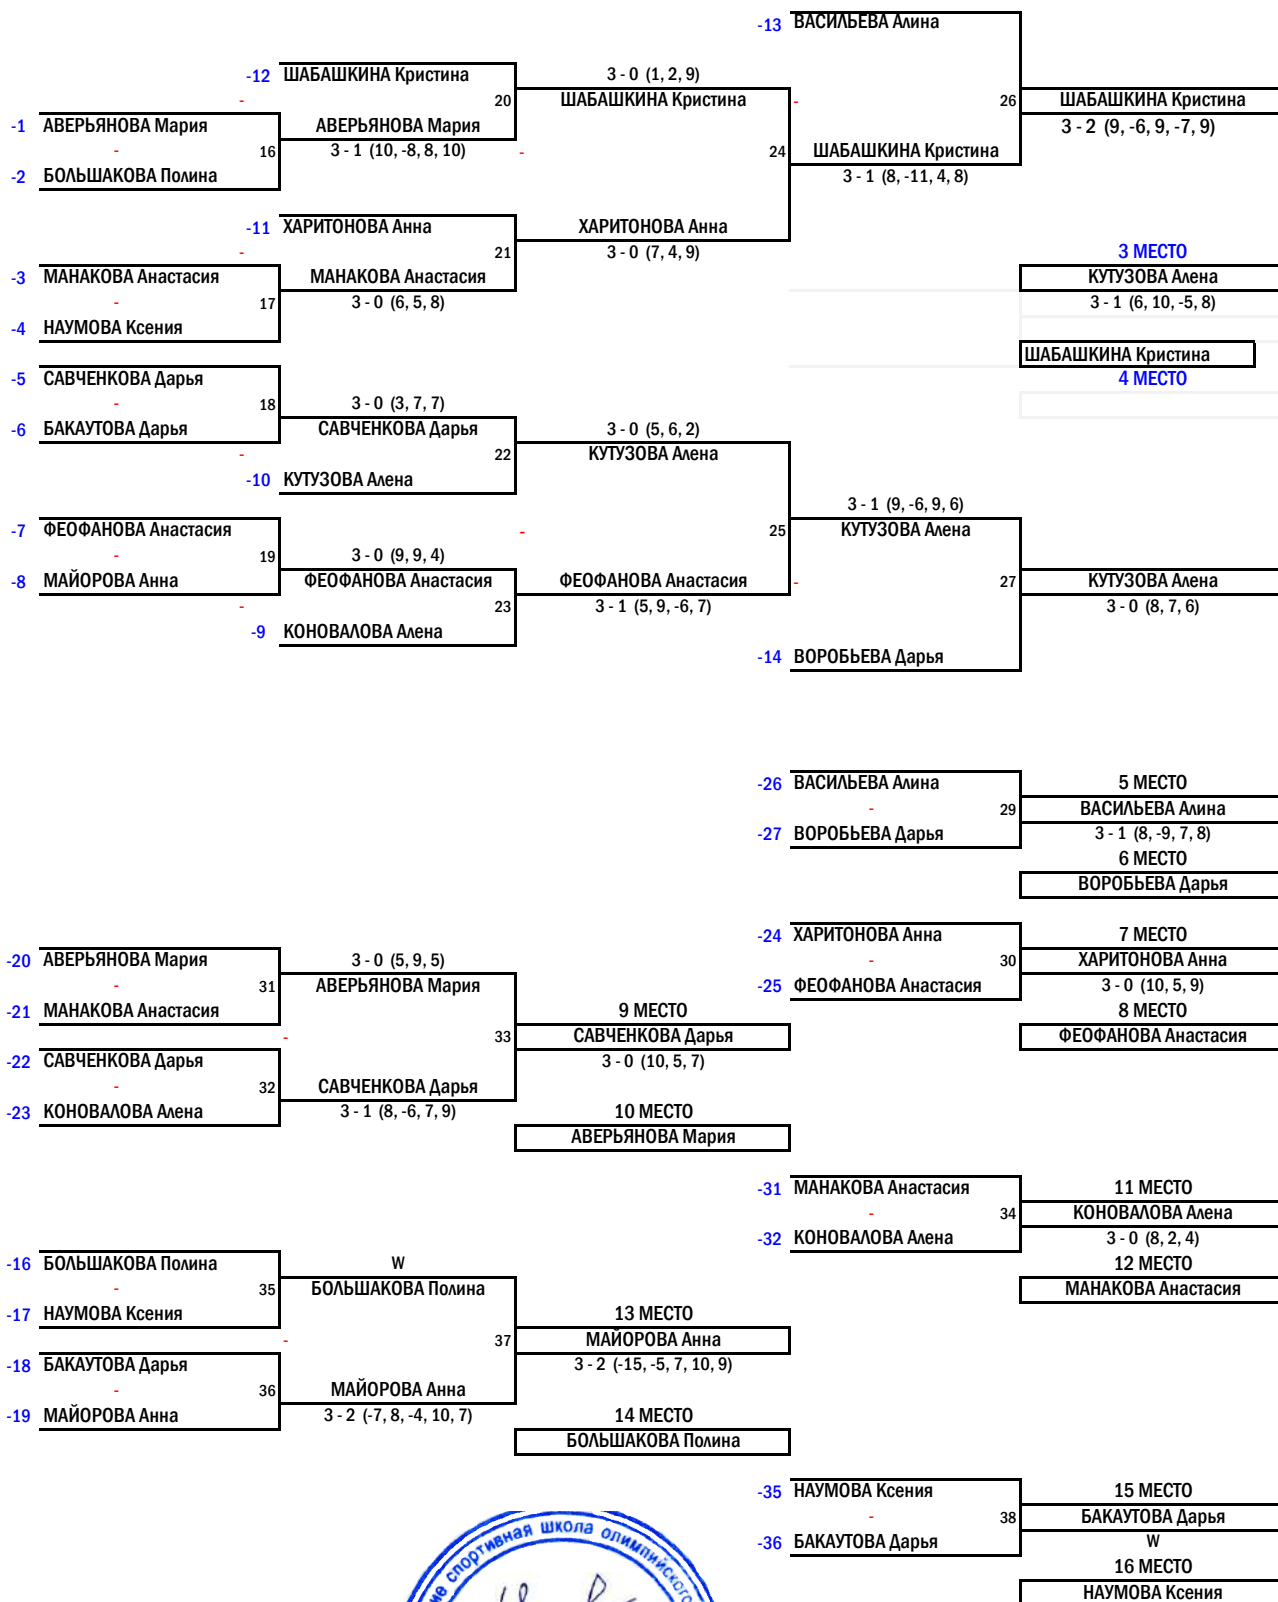 -13 ВАСИЛЬЕВА Алина
-12 ШАБАШКИНА Кристина 3 - 0 (1, 2, 9)
- 20 ШАБАШКИНА Кристина - 26 ШАБАШКИНА Кристина
-1 АВЕРЬЯНОВА Мария АВЕРЬЯНОВА Мария 3 - 2 (9, -6, 9, -7, 9)
- 16 3 - 1 (10, -8, 8, 10) - 24 ШАБАШКИНА Кристина
-2 БОЛЬШАКОВА Полина 3 - 1 (8, -11, 4, 8)
-11 ХАРИТОНОВА Анна ХАРИТОНОВА Анна
- 21 3 - 0 (7, 4, 9) 3 МЕСТО
-3 МАНАКОВА Анастасия МАНАКОВА Анастасия КУТУЗОВА Алена
- 17 3 - 0 (6, 5, 8) 3 - 1 (6, 10, -5, 8)
-4 НАУМОВА Ксения
ШАБАШКИНА Кристина
-5 САВЧЕНКОВА Дарья 4 МЕСТО
- 18 3 - 0 (3, 7, 7)
-6 БАКАУТОВА Дарья САВЧЕНКОВА Дарья 3 - 0 (5, 6, 2)
- 22 КУТУЗОВА Алена
-10 КУТУЗОВА Алена
3 - 1 (9, -6, 9, 6)
-7 ФЕОФАНОВА Анастасия - 25 КУТУЗОВА Алена
- 19 3 - 0 (9, 9, 4)
-8 МАЙОРОВА Анна ФЕОФАНОВА Анастасия ФЕОФАНОВА Анастасия - 27 КУТУЗОВА Алена
- 23 3 - 1 (5, 9, -6, 7) 3 - 0 (8, 7, 6)
-9 КОНОВАЛОВА Алена
-14 ВОРОБЬЕВА Дарья
-26 ВАСИЛЬЕВА Алина 5 МЕСТО
- 29 ВАСИЛЬЕВА Алина
-27 ВОРОБЬЕВА Дарья 3 - 1 (8, -9, 7, 8)
6 МЕСТО
ВОРОБЬЕВА Дарья
-24 ХАРИТОНОВА Анна 7 МЕСТО
-20 АВЕРЬЯНОВА Мария 3 - 0 (5, 9, 5) - 30 ХАРИТОНОВА Анна
- 31 АВЕРЬЯНОВА Мария -25 ФЕОФАНОВА Анастасия 3 - 0 (10, 5, 9)
-21 МАНАКОВА Анастасия 9 МЕСТО 8 МЕСТО
- 33 САВЧЕНКОВА Дарья ФЕОФАНОВА Анастасия
-22 САВЧЕНКОВА Дарья 3 - 0 (10, 5, 7)
- 32 САВЧЕНКОВА Дарья
-23 КОНОВАЛОВА Алена 3 - 1 (8, -6, 7, 9) 10 МЕСТО
АВЕРЬЯНОВА Мария
-31 МАНАКОВА Анастасия 11 МЕСТО
- 34 КОНОВАЛОВА Алена
-32 КОНОВАЛОВА Алена 3 - 0 (8, 2, 4)
-16 БОЛЬШАКОВА Полина W 12 МЕСТО
- 35 БОЛЬШАКОВА Полина МАНАКОВА Анастасия
-17 НАУМОВА Ксения 13 МЕСТО
- 37 МАЙОРОВА Анна
-18 БАКАУТОВА Дарья 3 - 2 (-15, -5, 7, 10, 9)
- 36 МАЙОРОВА Анна
-19 МАЙОРОВА Анна 3 - 2 (-7, 8, -4, 10, 7) 14 МЕСТО
БОЛЬШАКОВА Полина
-35 НАУМОВА Ксения 15 МЕСТО
- 38 БАКАУТОВА Дарья
-36 БАКАУТОВА Дарья W
16 МЕСТО
НАУМОВА Ксения
спортивная школа олимпийского